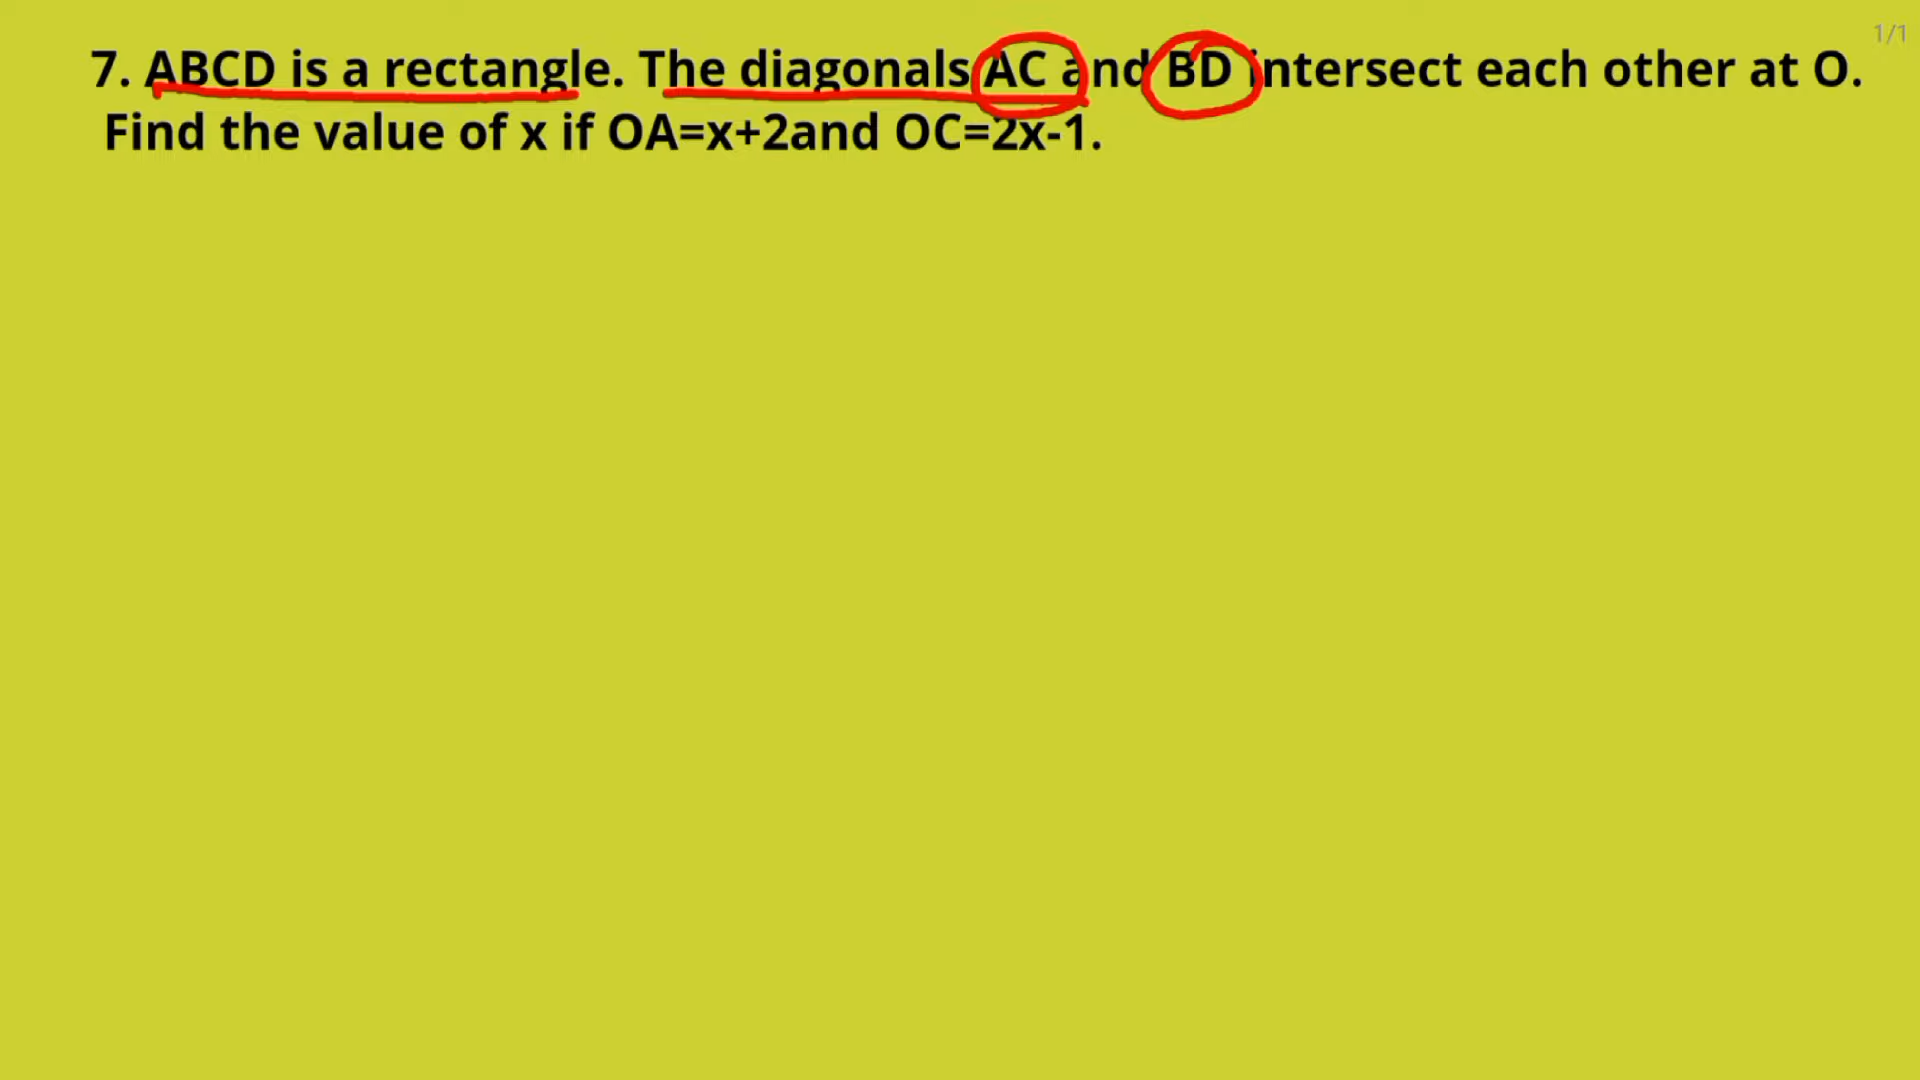 1/1
7. ABCD is a rectangle. The diagonals AC and BD intersect each other at O.
Find the value of x if OA=x+2and OC=2x-1.